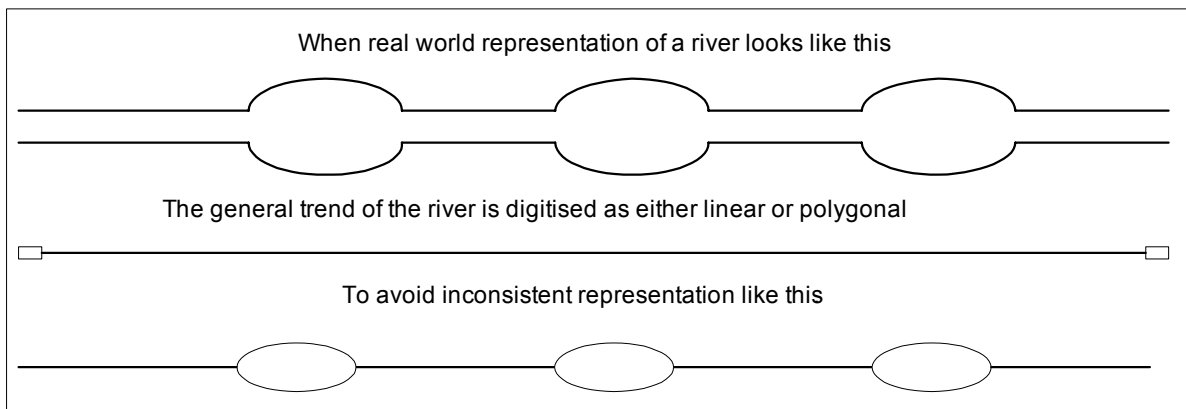 When real world representation of a river looks like this
The general trend of the river is digitised as either linear or polygonal
To avoid inconsistent representation like this